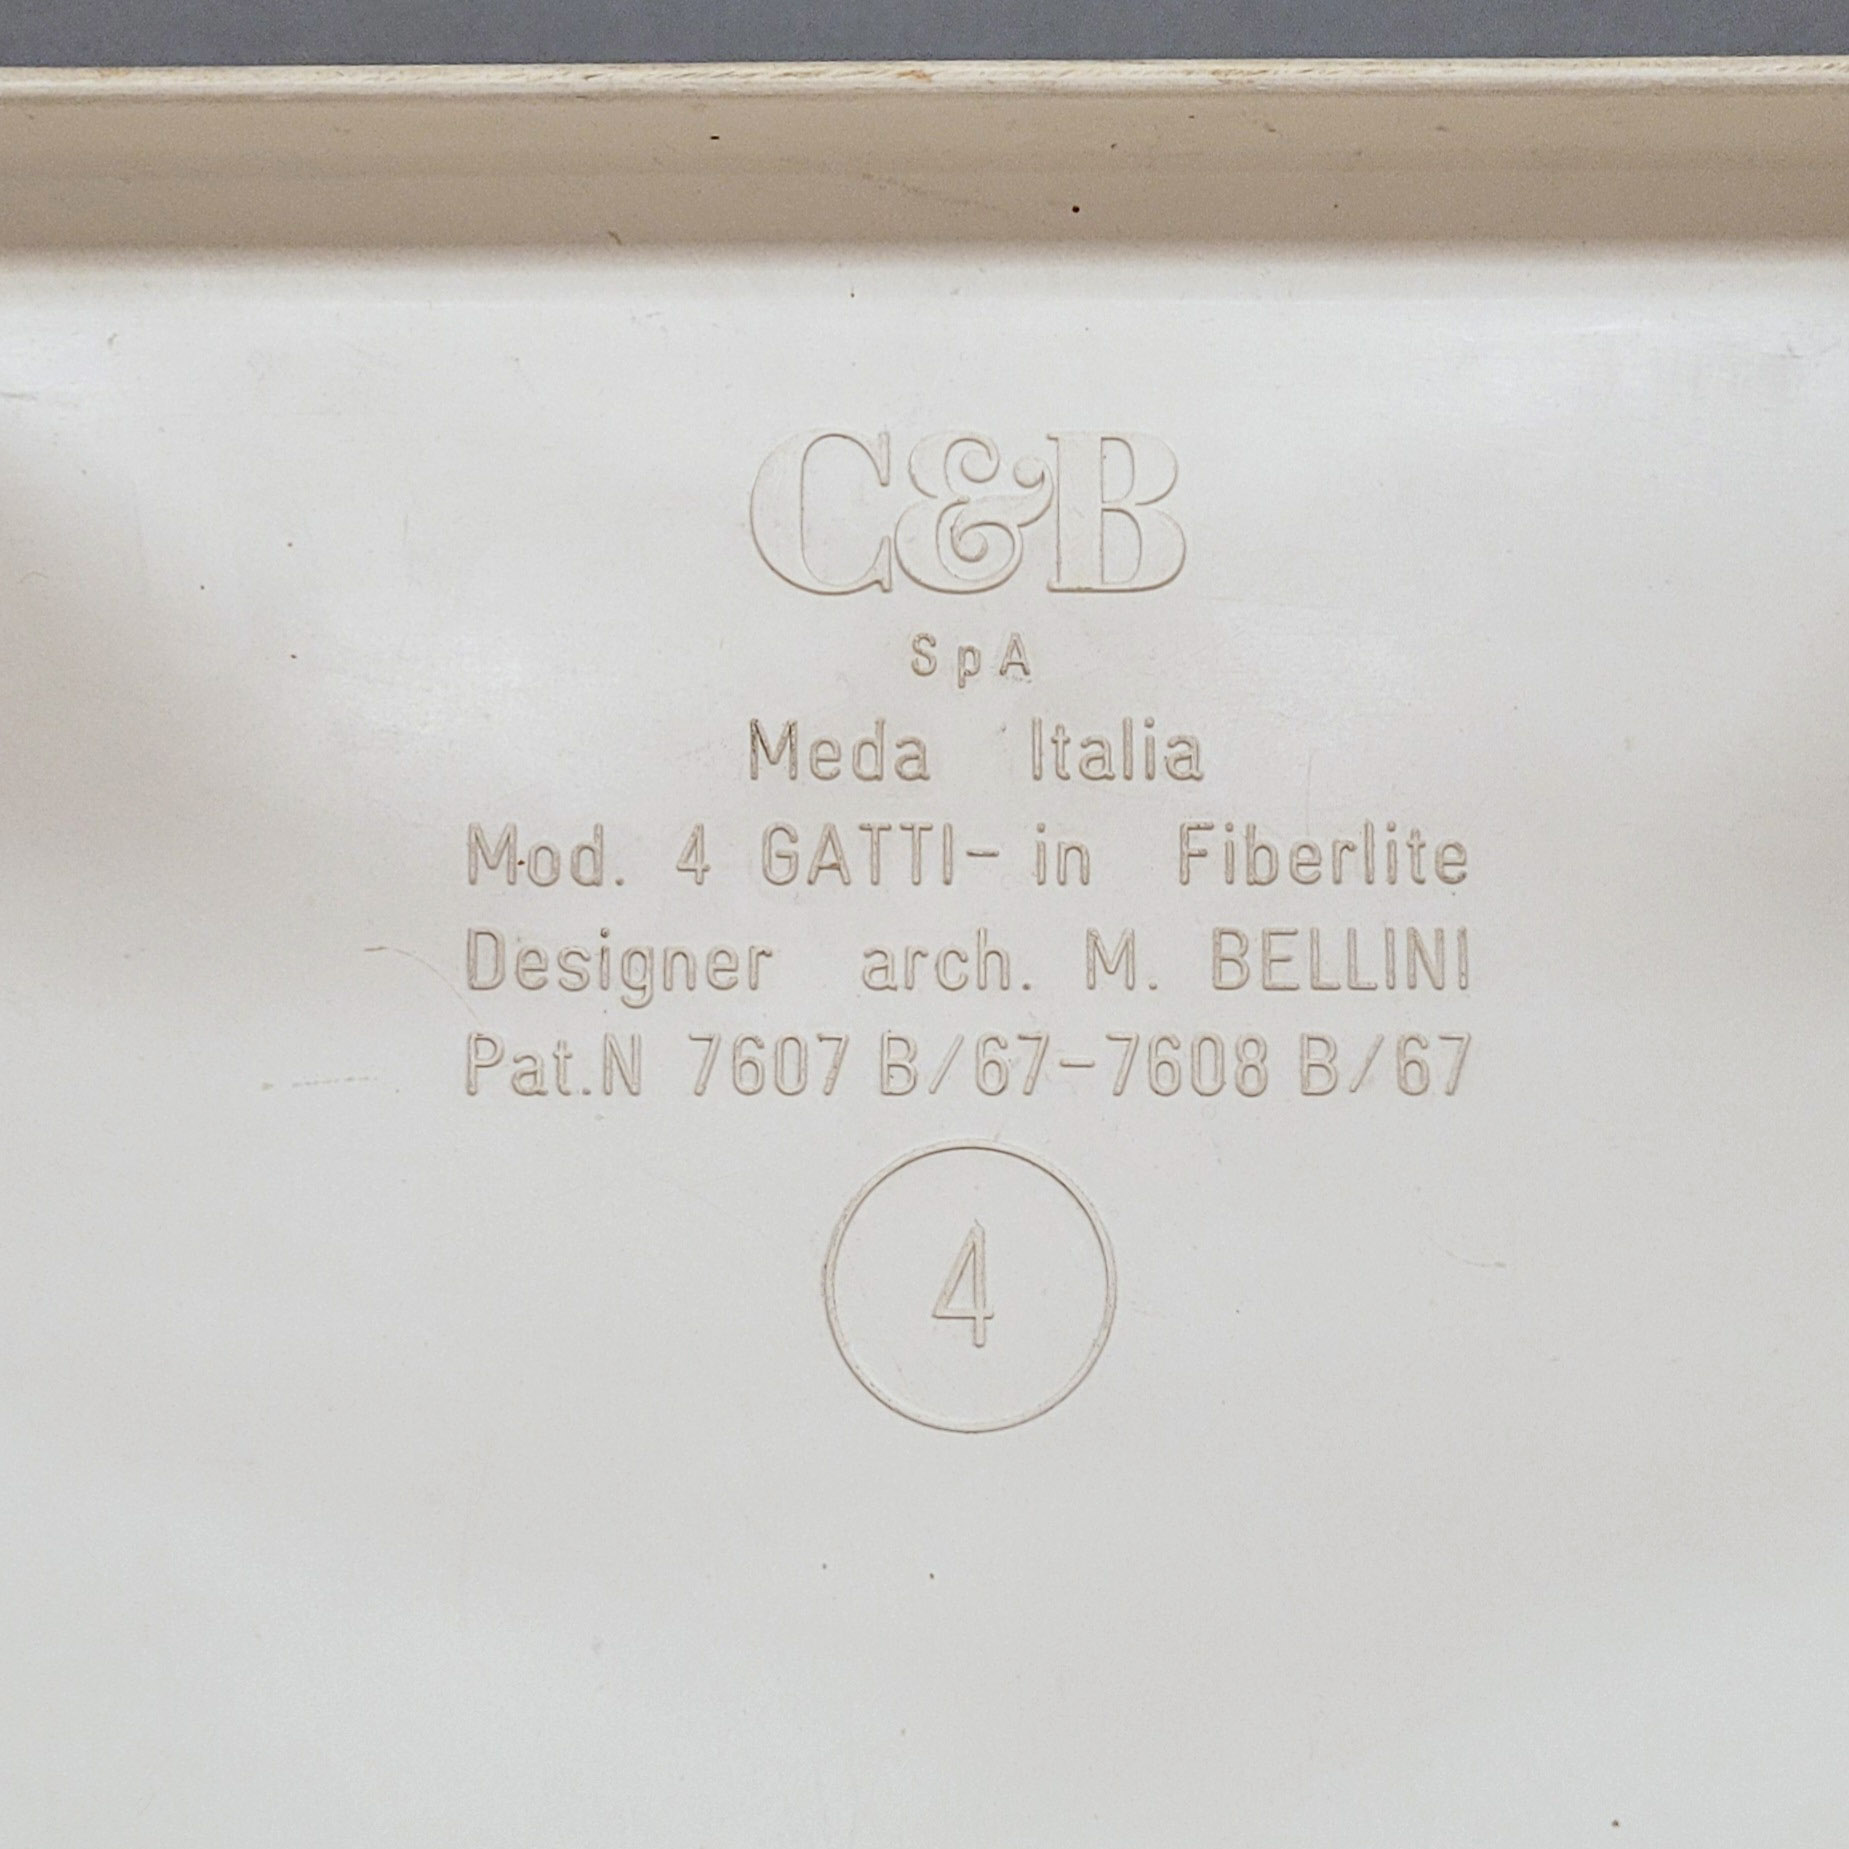 C&B
SpA
Meda Italia
Mod. 4 GATTI- in Fiberlite
Designer arch. M. BELLINI
Pat.N 7607 B/67-7608 B/67
4